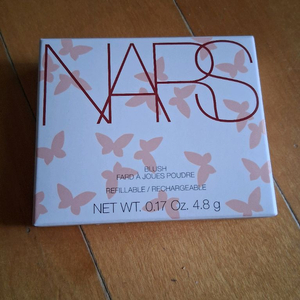 NARS
BLUSH
FARD À JOUES POUDRE
REFILLABLE / RECHARGEABLE
NET WT. 0.17 Oz. 4.8 g